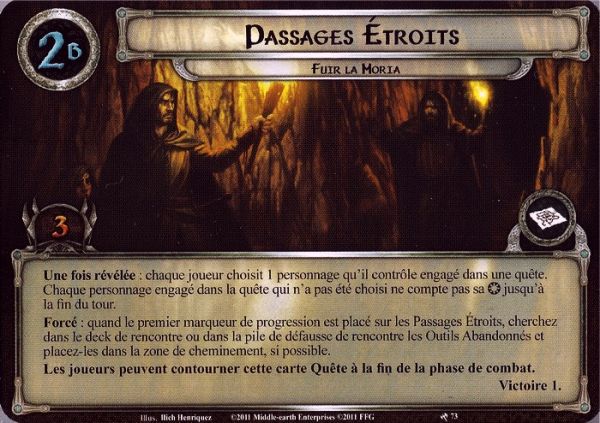 2B
PASSAGES ÉTROITS
FUIR LA MORIA
3
Une fois révélée : chaque joueur choisit 1 personnage qu'il contrôle engagé dans une quête.
Chaque personnage engagé dans la quête qui n'a pas été choisi ne compte pas sa jusqu'à
la fin du tour.
Forcé : quand le premier marqueur de progression est placé sur les Passages Étroits, cherchez
dans le deck de rencontre ou dans la pile de défausse de rencontre les Outils Abandonnés et
placez-les dans la zone de cheminement, si possible.
Les joueurs peuvent contourner cette carte Quête à la fin de la phase de combat.
Victoire 1.
Illus. Ilich Henriquez ©2011 Middle-earth Enterprises ©2011 FFG 73